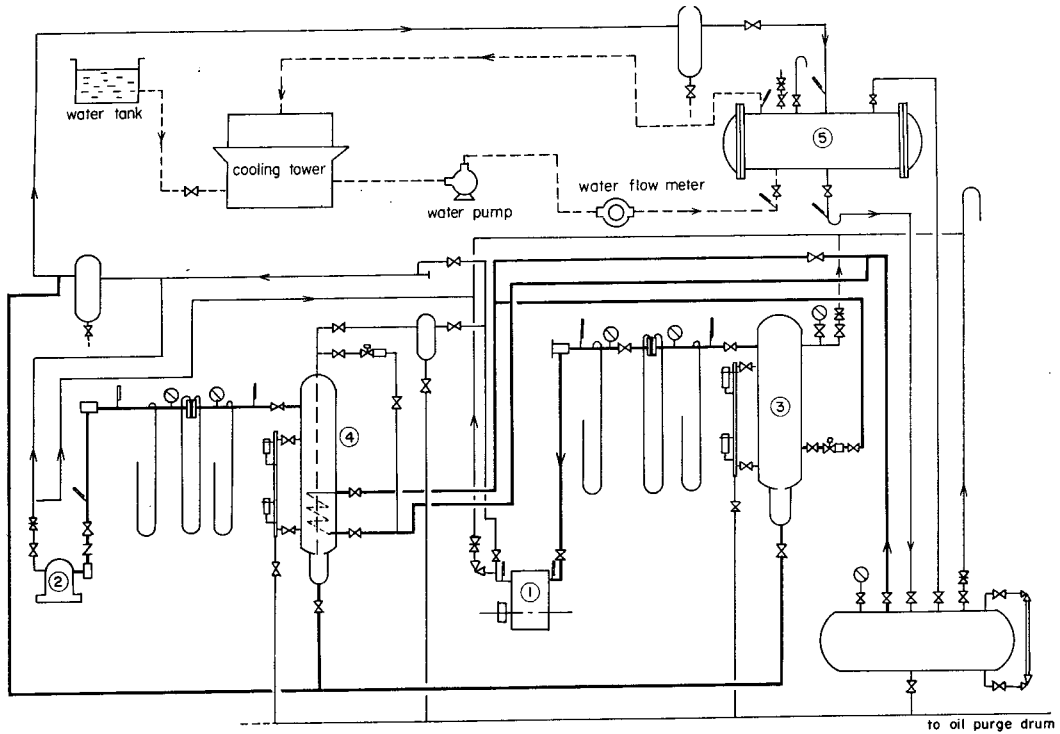 water tank
cooling tower
water pump
water flow meter
5
4
3
2
1
to oil purge drum